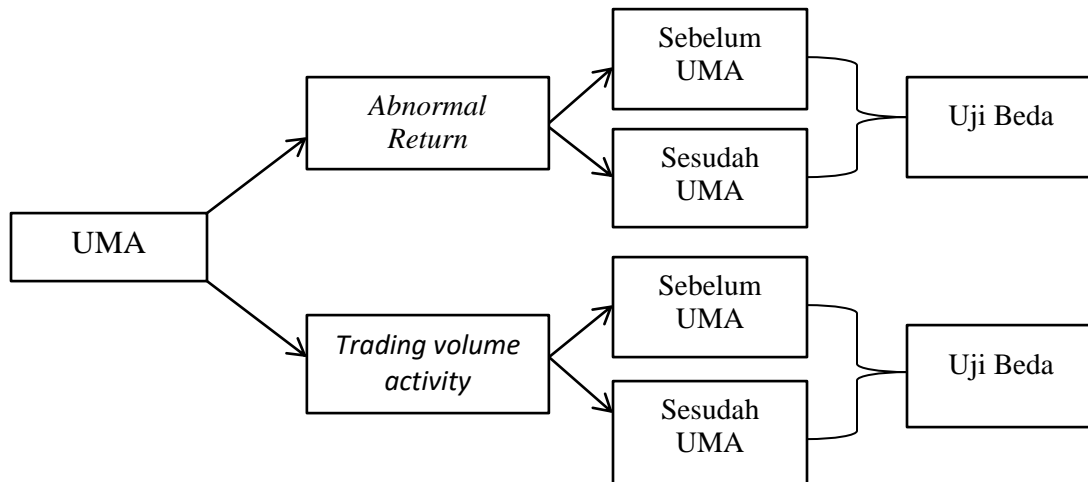 Sebelum
UMA
Abnormal
Return
Uji Beda
Sesudah
UMA
UMA
Sebelum
UMA
Trading volume
activity
Uji Beda
Sesudah
UMA